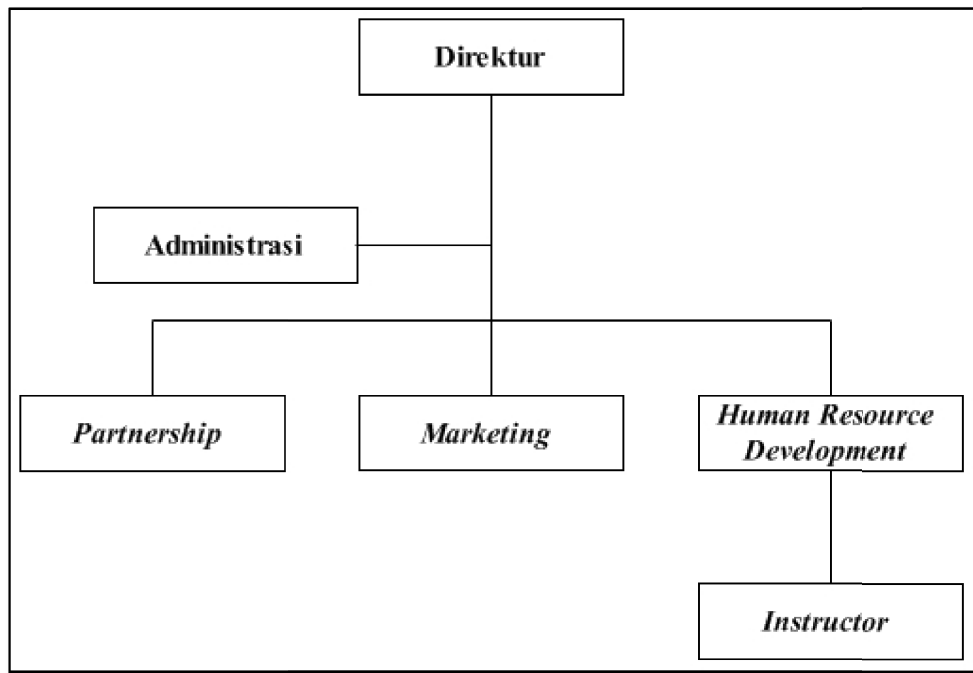 Direktur
Administrasi
Partnership
Marketing
Human Resource
Development
Instructor